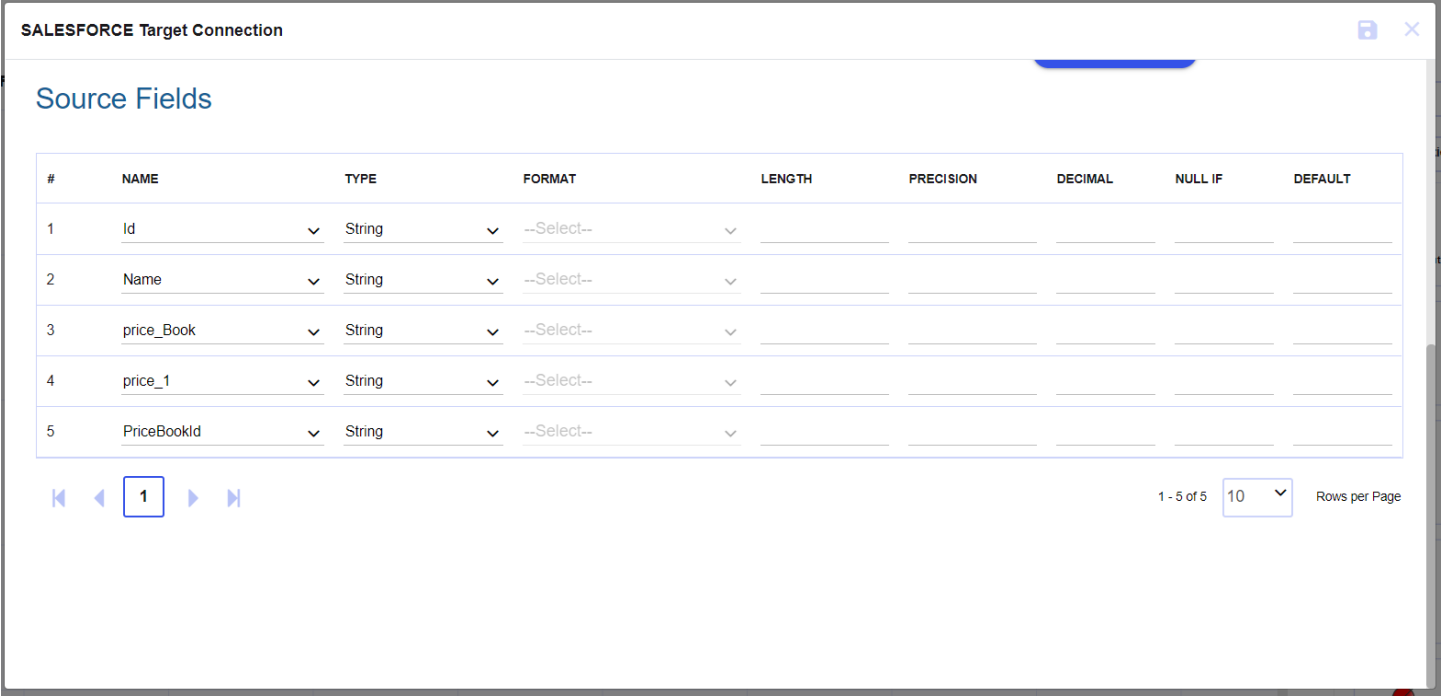 SALESFORCE Target Connection
Source Fields
# NAME TYPE FORMAT LENGTH PRECISION DECIMAL NULL IF DEFAULT
1 Id String --Select--
2 Name String --Select--
3 price_Book String --Select--
4 price_1 String --Select--
5 PriceBookId String --Select--
1 1 - 5 of 5 10 Rows per Page